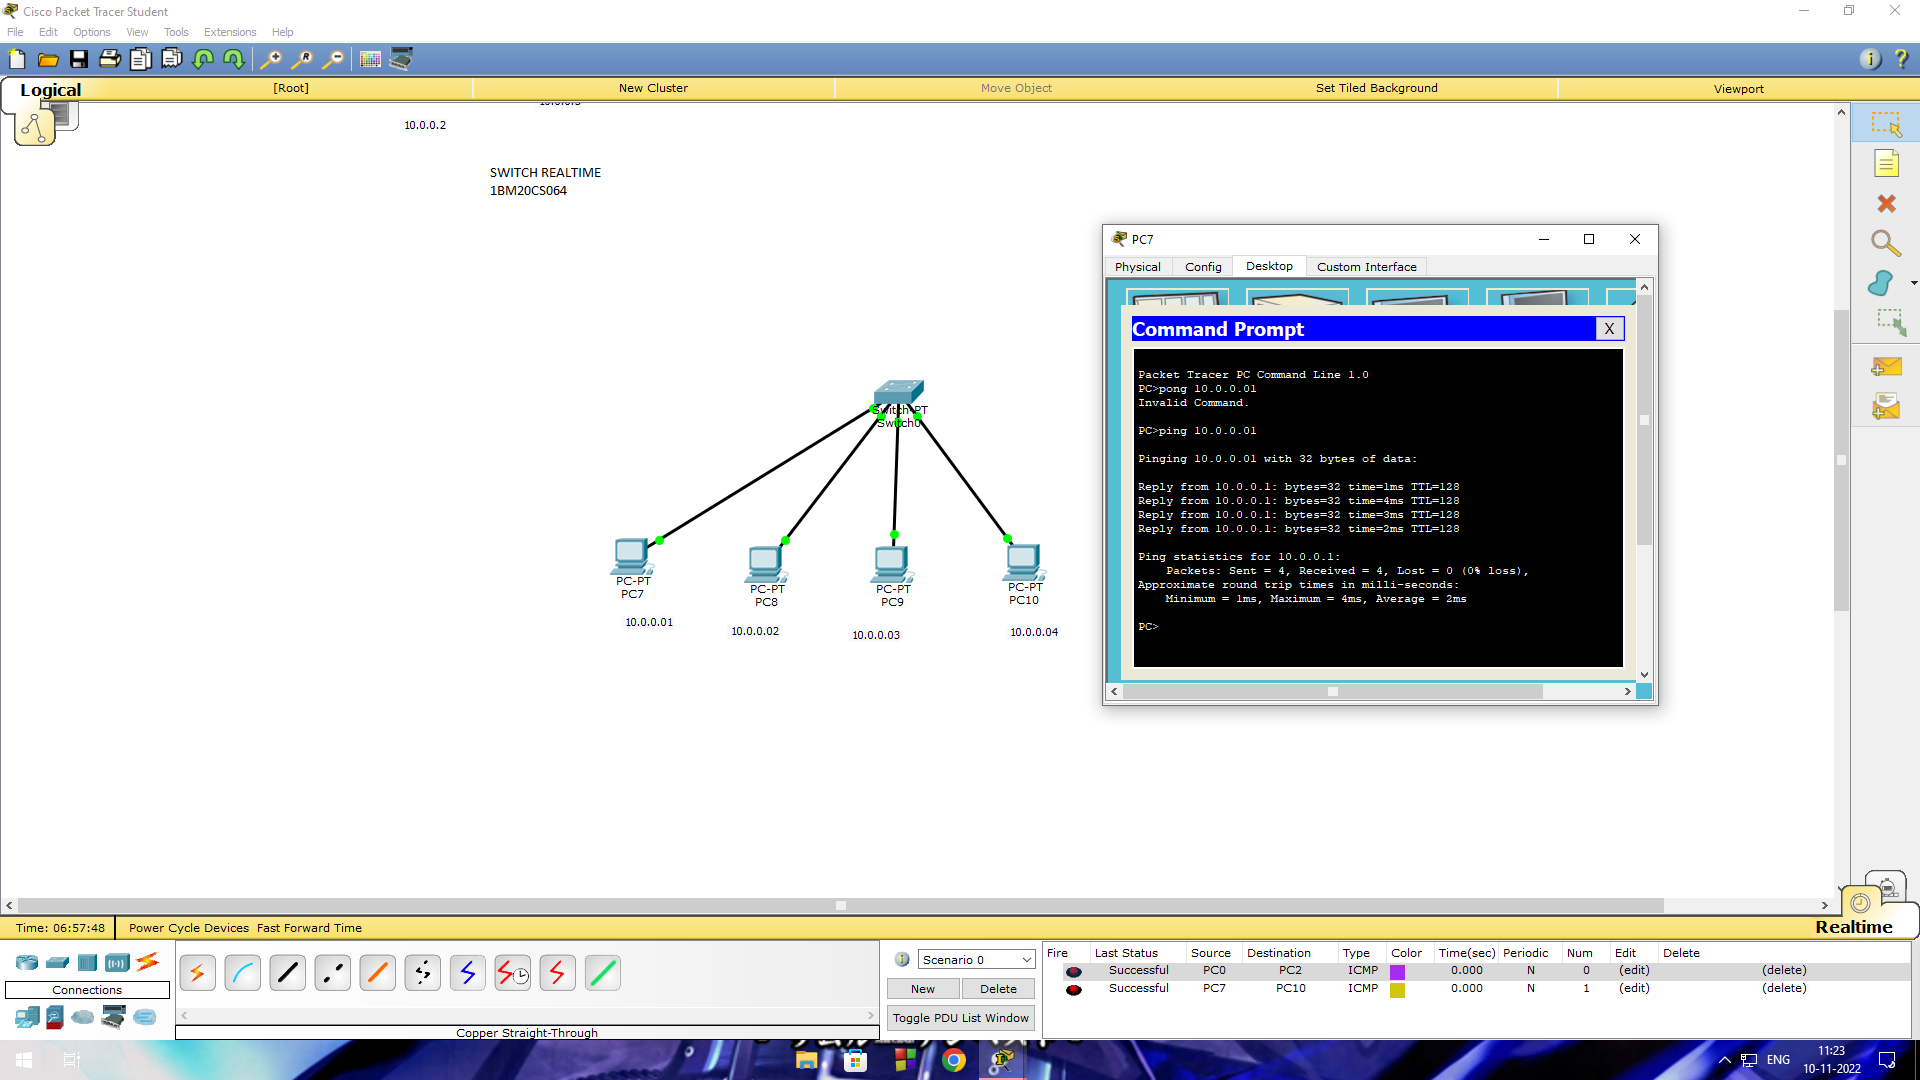 Cisco Packet Tracer Student
File Edit Options View Tools Extensions Help
Logical [Root] New Cluster Move Object Set Tiled Background Viewport
10.0.0.2
SWITCH REALTIME
1BM20CS064
Switch-PT
Switch0
PC-PT
PC7
10.0.0.01
PC-PT
PC8
10.0.0.02
PC-PT
PC9
10.0.0.03
PC-PT
PC10
10.0.0.04
PC7
Physical Config Desktop Custom Interface
Command Prompt X
Packet Tracer PC Command Line 1.0
PC>pong 10.0.0.01
Invalid Command.
PC>ping 10.0.0.01
Pinging 10.0.0.01 with 32 bytes of data:
Reply from 10.0.0.1: bytes=32 time=1ms TTL=128
Reply from 10.0.0.1: bytes=32 time=4ms TTL=128
Reply from 10.0.0.1: bytes=32 time=3ms TTL=128
Reply from 10.0.0.1: bytes=32 time=2ms TTL=128
Ping statistics for 10.0.0.1:
Packets: Sent = 4, Received = 4, Lost = 0 (0% loss),
Approximate round trip times in milli-seconds:
Minimum = 1ms, Maximum = 4ms, Average = 2ms
PC>
Time: 06:57:48 Power Cycle Devices Fast Forward Time
Realtime
Connections
Copper Straight-Through
Scenario 0
New Delete
Toggle PDU List Window
Fire Last Status Source Destination Type Color Time(sec) Periodic Num Edit Delete
Successful PC0 PC2 ICMP 0.000 N 0 (edit) (delete)
Successful PC7 PC10 ICMP 0.000 N 1 (edit) (delete)
ENG
11:23
10-11-2022